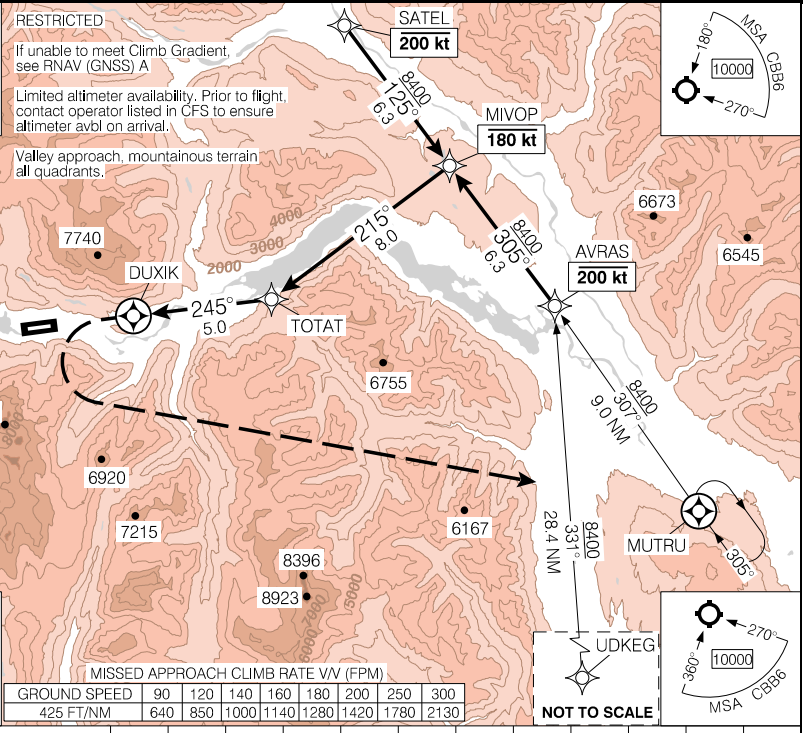 RESTRICTED
If unable to meet Climb Gradient,
see RNAV (GNSS) A
Limited altimeter availability. Prior to flight,
contact operator listed in CFS to ensure
altimeter avbl on arrival.
Valley approach, mountainous terrain
all quadrants.
SATEL
200 kt
8400
125°
6.3
MIVOP
180 kt
MSA CBB6
180°
10000
270°
4000
3000
2000
215°
8.0
8400
305°
6.3
6673
6545
7740
AVRAS
200 kt
DUXIK
245°
5.0
TOTAT
6755
8400
307°
9.0 NM
8000
6920
7215
6167
8400
331°
28.4 NM
MUTRU
305°
8396
8923
5000
7000
6000
UDKEG
NOT TO SCALE
270°
10000
360°
MSA CBB6
MISSED APPROACH CLIMB RATE V/V (FPM)
GROUND SPEED 90 120 140 160 180 200 250 300
425 FT/NM 640 850 1000 1140 1280 1420 1780 2130